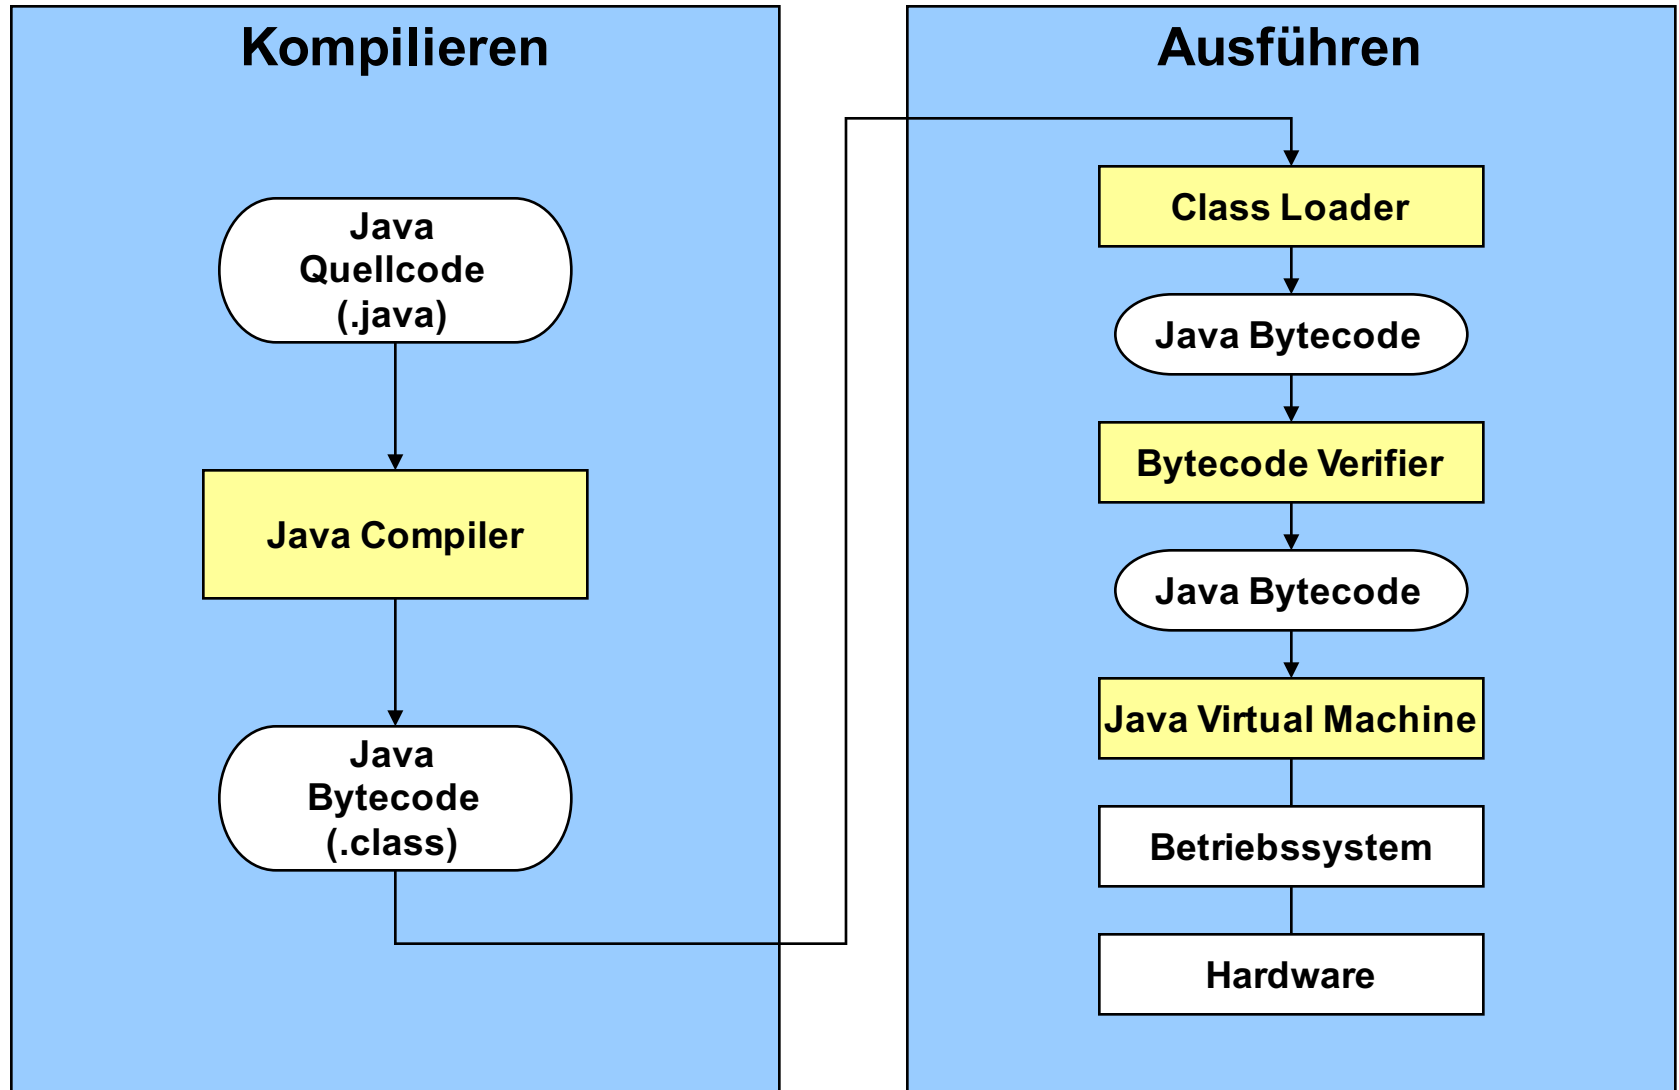 Kompilieren
Java
Quellcode
(.java)
Java Compiler
Java
Bytecode
(.class)
Ausführen
Class Loader
Java Bytecode
Bytecode Verifier
Java Bytecode
Java Virtual Machine
Betriebssystem
Hardware